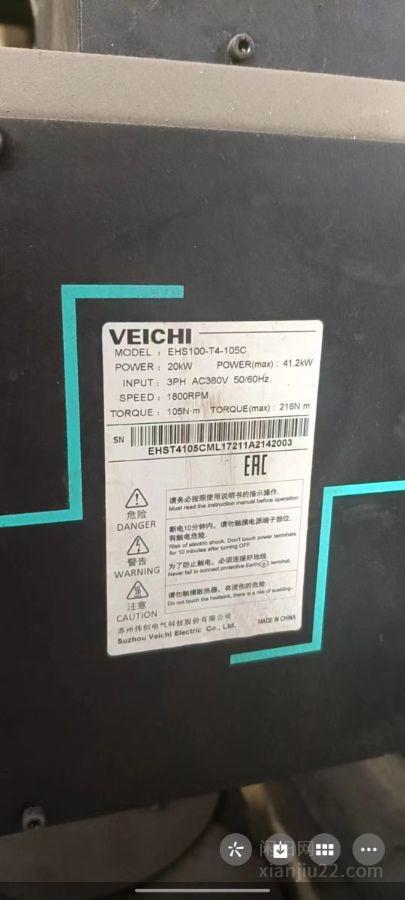 VEICHI
MODEL : EHS100-T4-105C
POWER : 20kW POWER(max) : 41.2kW
INPUT : 3PH AC380V 50/60Hz
SPEED : 1800RPM
TORQUE : 105N·m TORQUE(max) : 216N·m
SN
EHST4105CML17211A2142003
EAC
危险
DANGER
警告
WARNING
注意
CAUTION
请务必按照使用说明书的指示操作.
Must read the instruction manual before operation.
断电10分钟内，请勿触摸电源端子部位,
有触电危险.
Risk of electric shock. Don't touch power terminals
for 10 minutes after turning OFF.
为了防止触电，必须连接好地线.
Never fail to connect protective Earth terminal.
请勿触摸散热器，有烫伤的危险.
Do not touch the heatsink, there is a risk of scalding.
苏州伟创电气科技股份有限公司
Suzhou Veichi Electric Co., Ltd.
MADE IN CHINA
xianjiu22.com